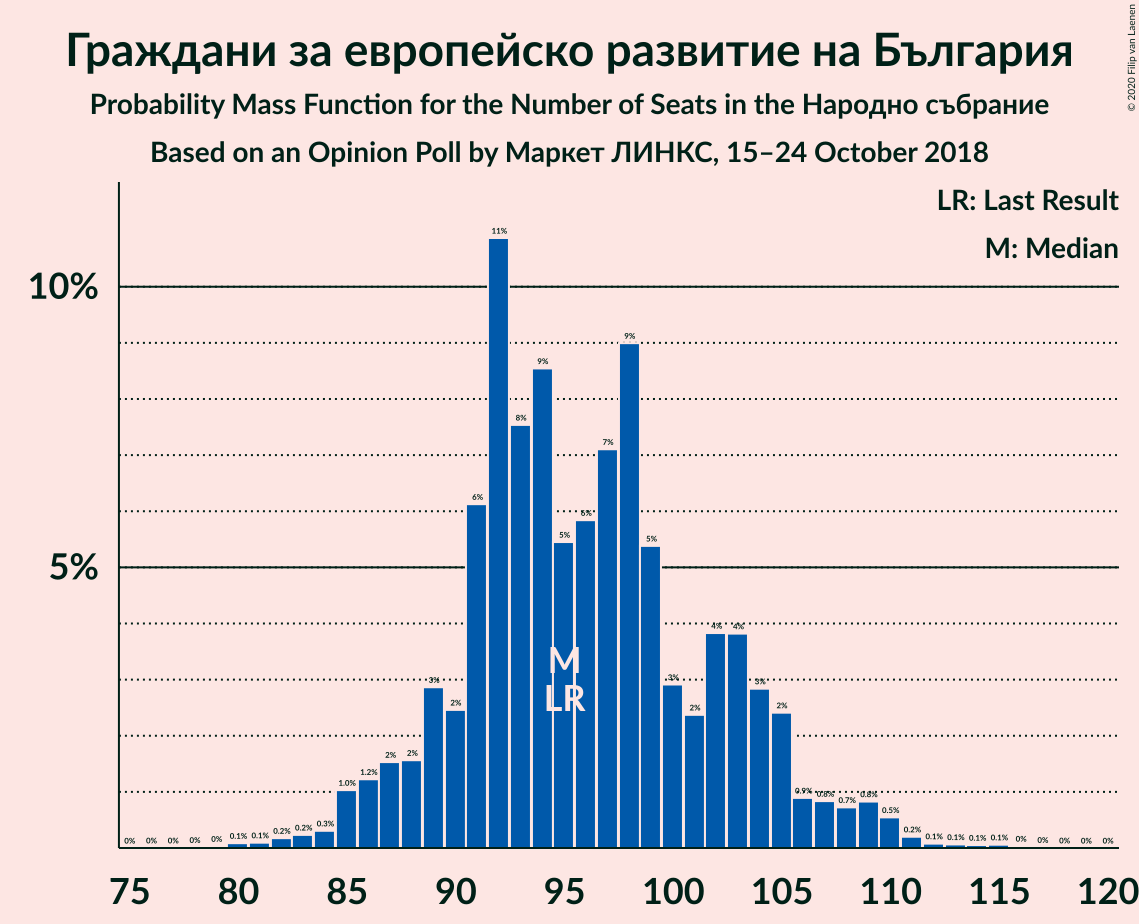 Граждани за европейско развитие на България
Probability Mass Function for the Number of Seats in the Народно събрание
Based on an Opinion Poll by Маркет ЛИНКС, 15–24 October 2018
© 2020 Filip van Laenen
LR: Last Result
M: Median
10%
5%
0% 0% 0% 0% 0% 0.1% 0.1% 0.2% 0.2% 0.3% 1.0% 1.2% 2% 2% 3% 2% 6% 11% 8% 9% 5% 6% 7% 9% 5% 3% 2% 4% 4% 3% 2% 0.9% 0.8% 0.7% 0.8% 0.5% 0.2% 0.1% 0.1% 0.1% 0.1% 0% 0% 0% 0% 0%
M
LR
75 80 85 90 95 100 105 110 115 120